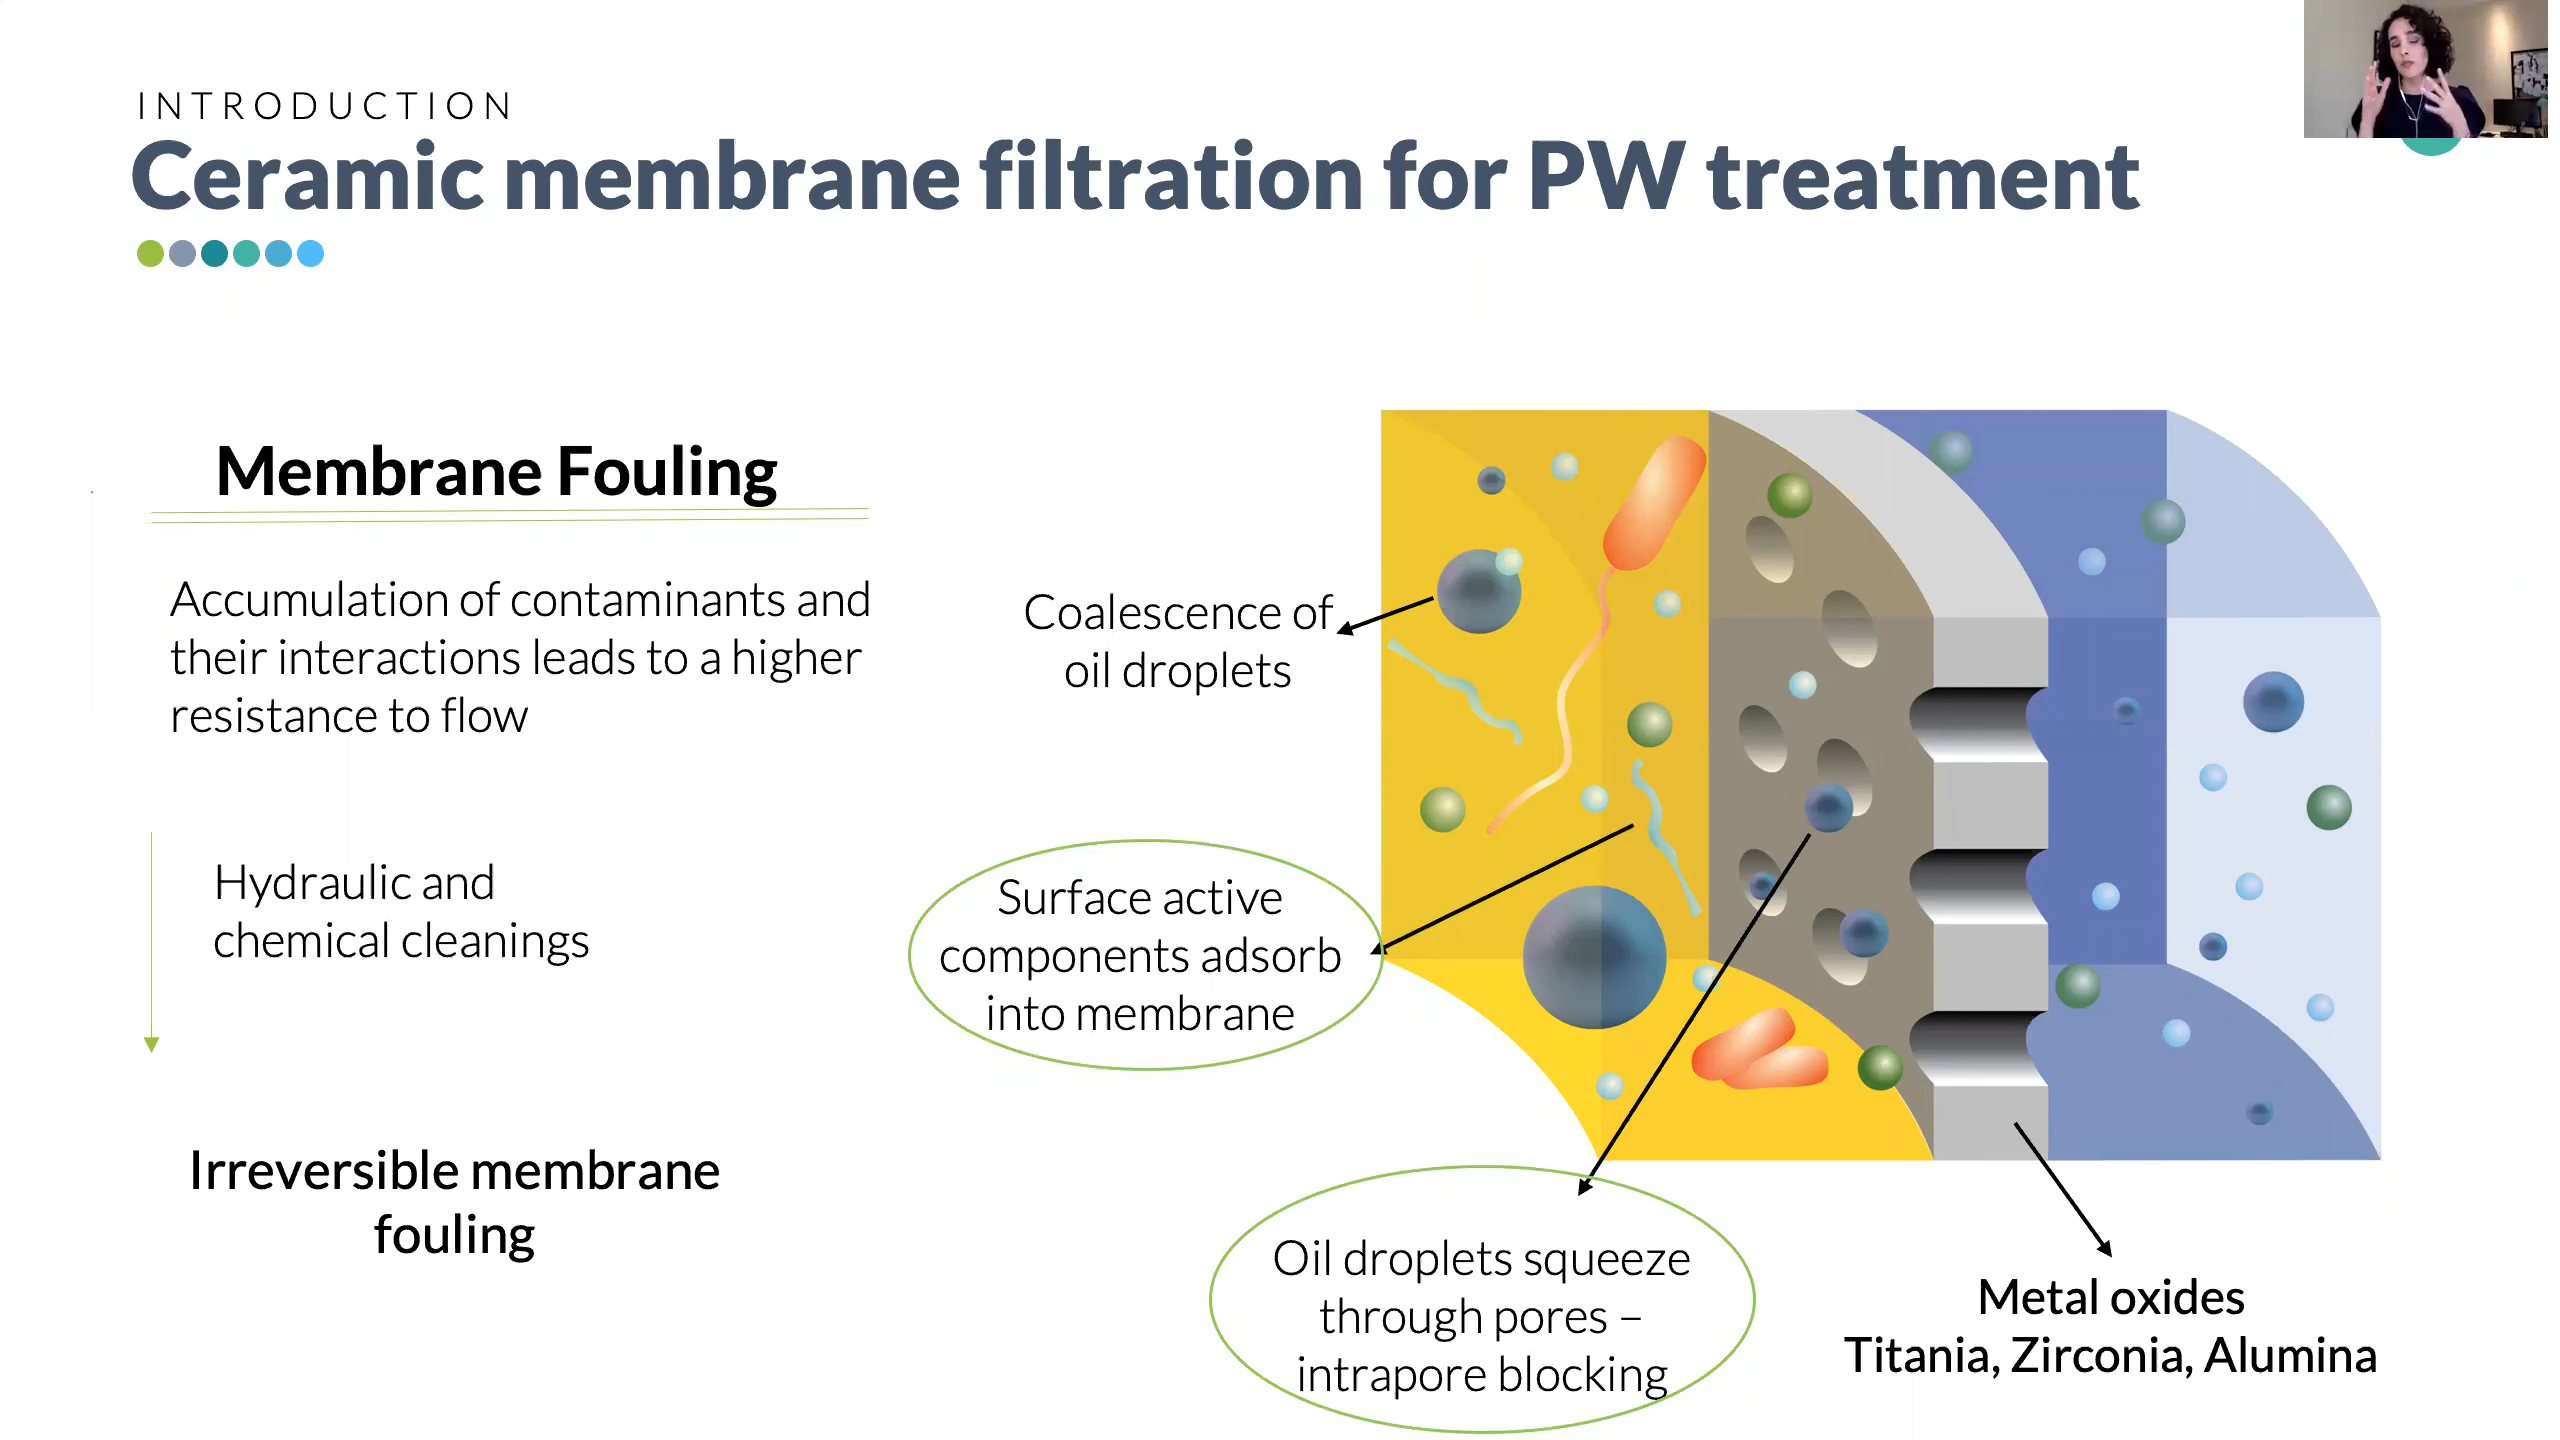 INTRODUCTION
Ceramic membrane filtration for PW treatment
Membrane Fouling
Accumulation of contaminants and
their interactions leads to a higher
resistance to flow
Hydraulic and
chemical cleanings
Irreversible membrane
fouling
Coalescence of
oil droplets
Surface active
components adsorb
into membrane
Oil droplets squeeze
through pores –
intrapore blocking
Metal oxides
Titania, Zirconia, Alumina